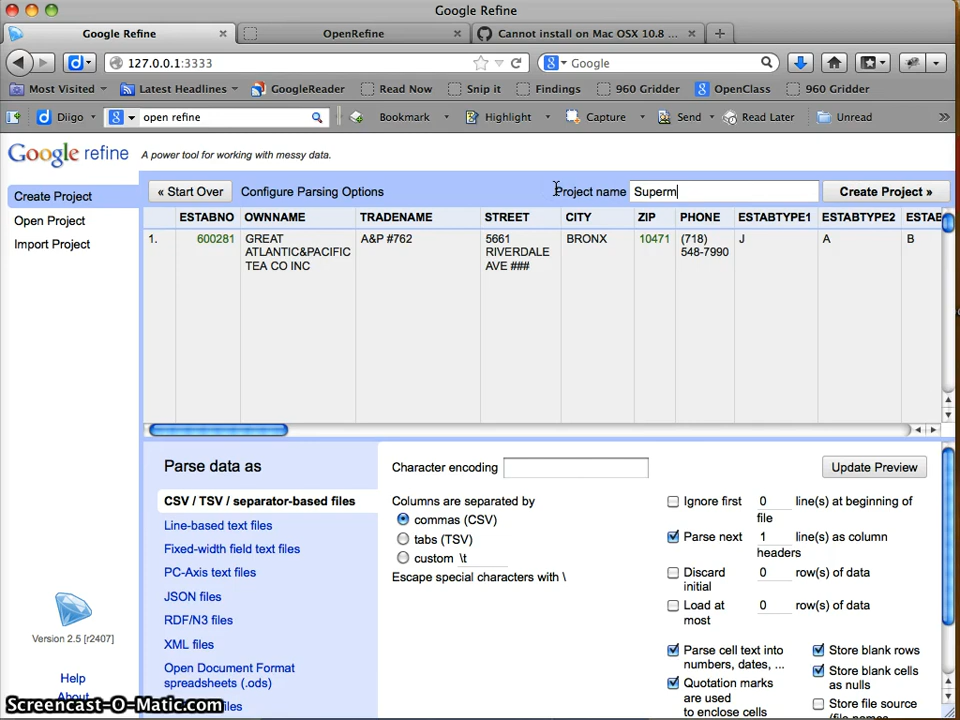 Google Refine
Google Refine
OpenRefine
Cannot install on Mac OSX 10.8 ...
127.0.0.1:3333
Google
Most Visited
Latest Headlines
GoogleReader
Read Now
Snip it
Findings
960 Gridder
OpenClass
960 Gridder
Diigo
open refine
Bookmark
Highlight
Capture
Send
Read Later
Unread
Google refine
A power tool for working with messy data.
Create Project
Open Project
Import Project
« Start Over
Configure Parsing Options
Project name
Superm
Create Project »
ESTABNO OWNNAME TRADENAME STREET CITY ZIP PHONE ESTABTYPE1 ESTABTYPE2 ESTAB
1. 600281 GREAT A&P #762 5661 BRONX 10471 (718) J A B
ATLANTIC&PACIFIC RIVERDALE 548-7990
TEA CO INC AVE ###
Parse data as
CSV / TSV / separator-based files
Line-based text files
Fixed-width field text files
PC-Axis text files
JSON files
RDF/N3 files
XML files
Open Document Format
spreadsheets (.ods)
Character encoding
Update Preview
Columns are separated by
commas (CSV)
tabs (TSV)
custom \t
Escape special characters with \
Ignore first 0 line(s) at beginning of
file
Parse next 1 line(s) as column
headers
Discard 0 row(s) of data
initial
Load at 0 row(s) of data
most
Parse cell text into
numbers, dates, ...
Quotation marks
are used
to enclose cells
Store blank rows
Store blank cells
as nulls
Store file source
Version 2.5 [r2407]
Help
About
Screencast-O-Matic.com